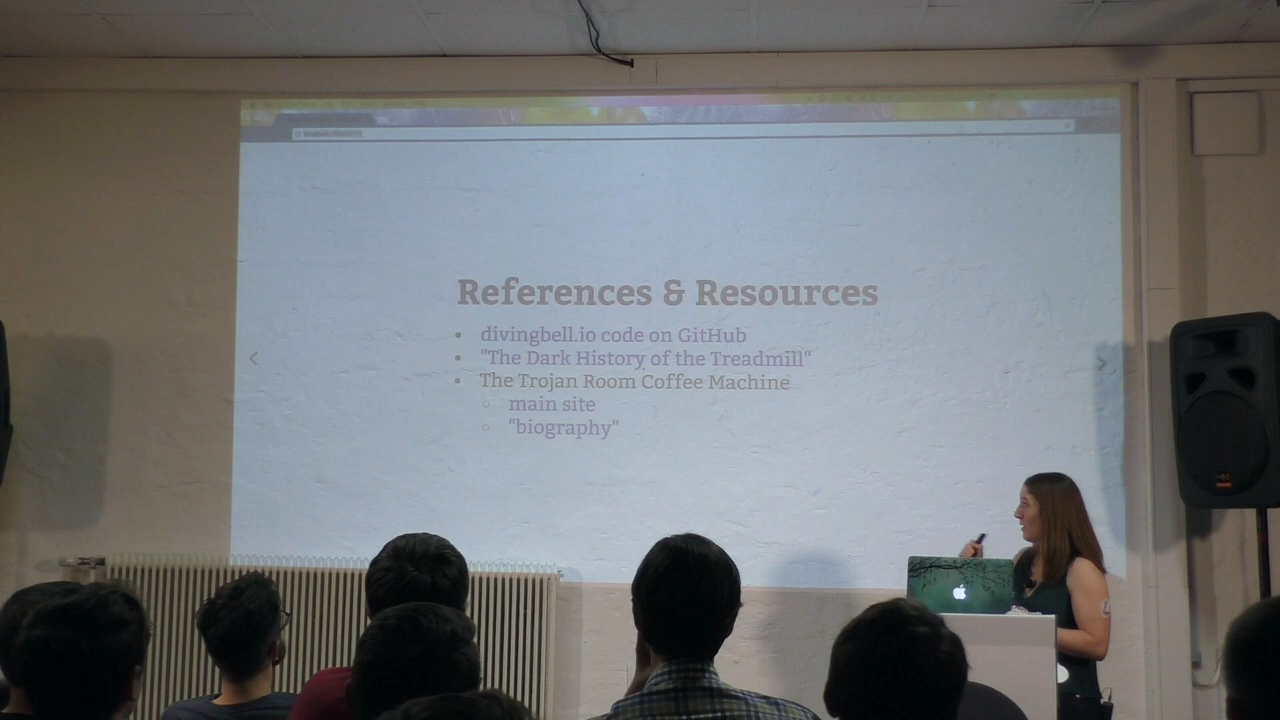 References & Resources
divingbell.io code on GitHub
"The Dark History of the Treadmill"
The Trojan Room Coffee Machine
main site
"biography"